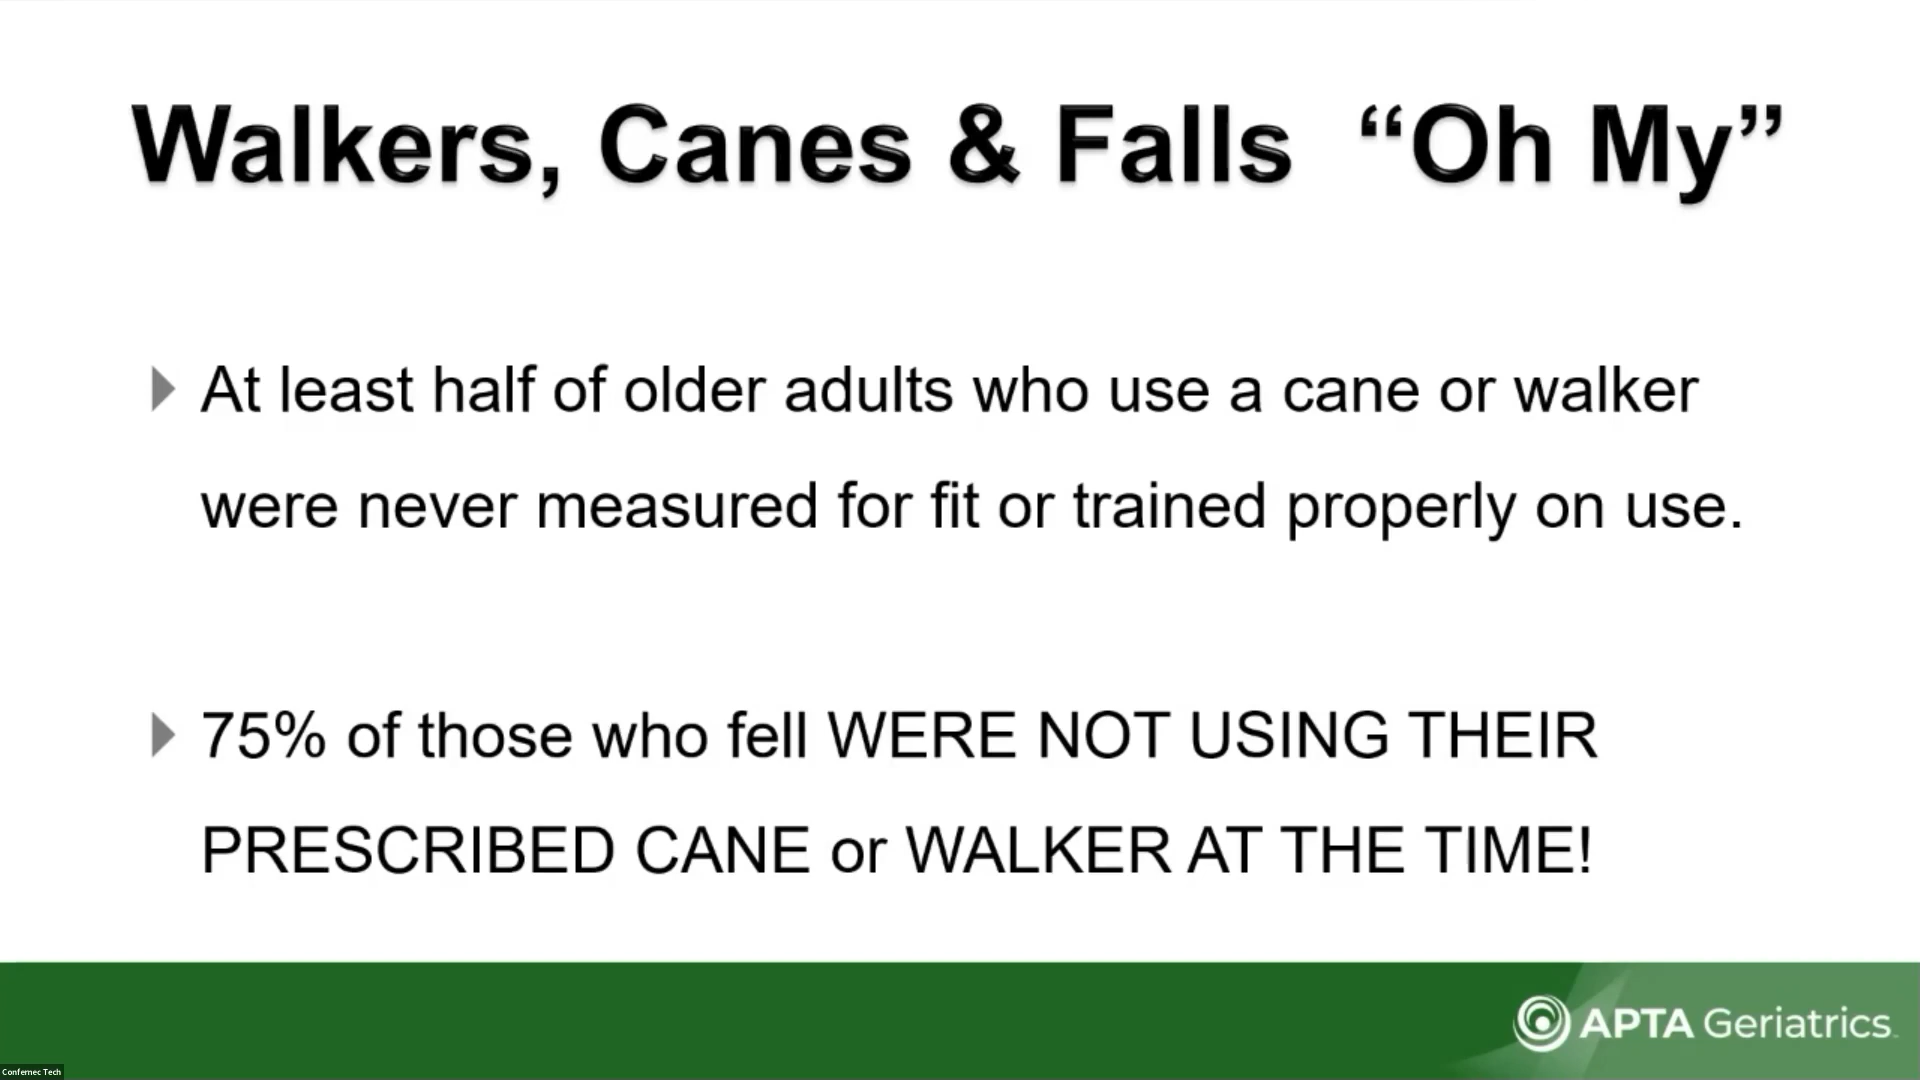 Walkers, Canes & Falls “Oh My”
At least half of older adults who use a cane or walker
were never measured for fit or trained properly on use.
75% of those who fell WERE NOT USING THEIR
PRESCRIBED CANE or WALKER AT THE TIME!
APTA Geriatrics
Confernec Tech